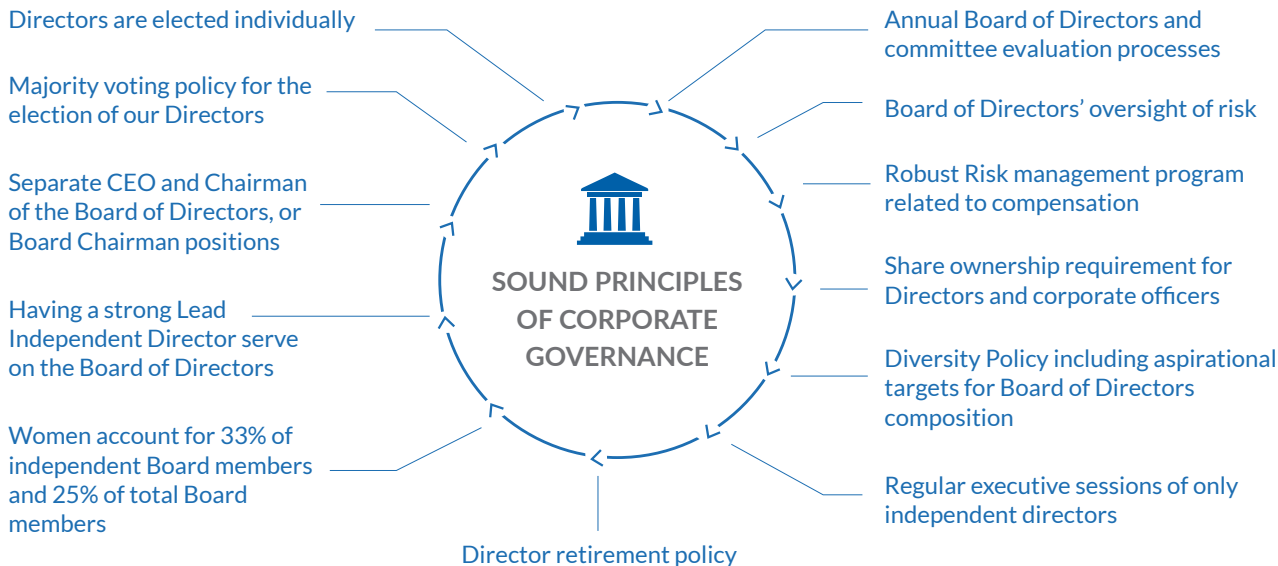 Directors are elected individually
Majority voting policy for the
election of our Directors
Separate CEO and Chairman
of the Board of Directors, or
Board Chairman positions
Having a strong Lead
Independent Director serve
on the Board of Directors
Women account for 33% of
independent Board members
and 25% of total Board
members
SOUND PRINCIPLES
OF CORPORATE
GOVERNANCE
Director retirement policy
Annual Board of Directors and
committee evaluation processes
Board of Directors’ oversight of risk
Robust Risk management program
related to compensation
Share ownership requirement for
Directors and corporate officers
Diversity Policy including aspirational
targets for Board of Directors
composition
Regular executive sessions of only
independent directors